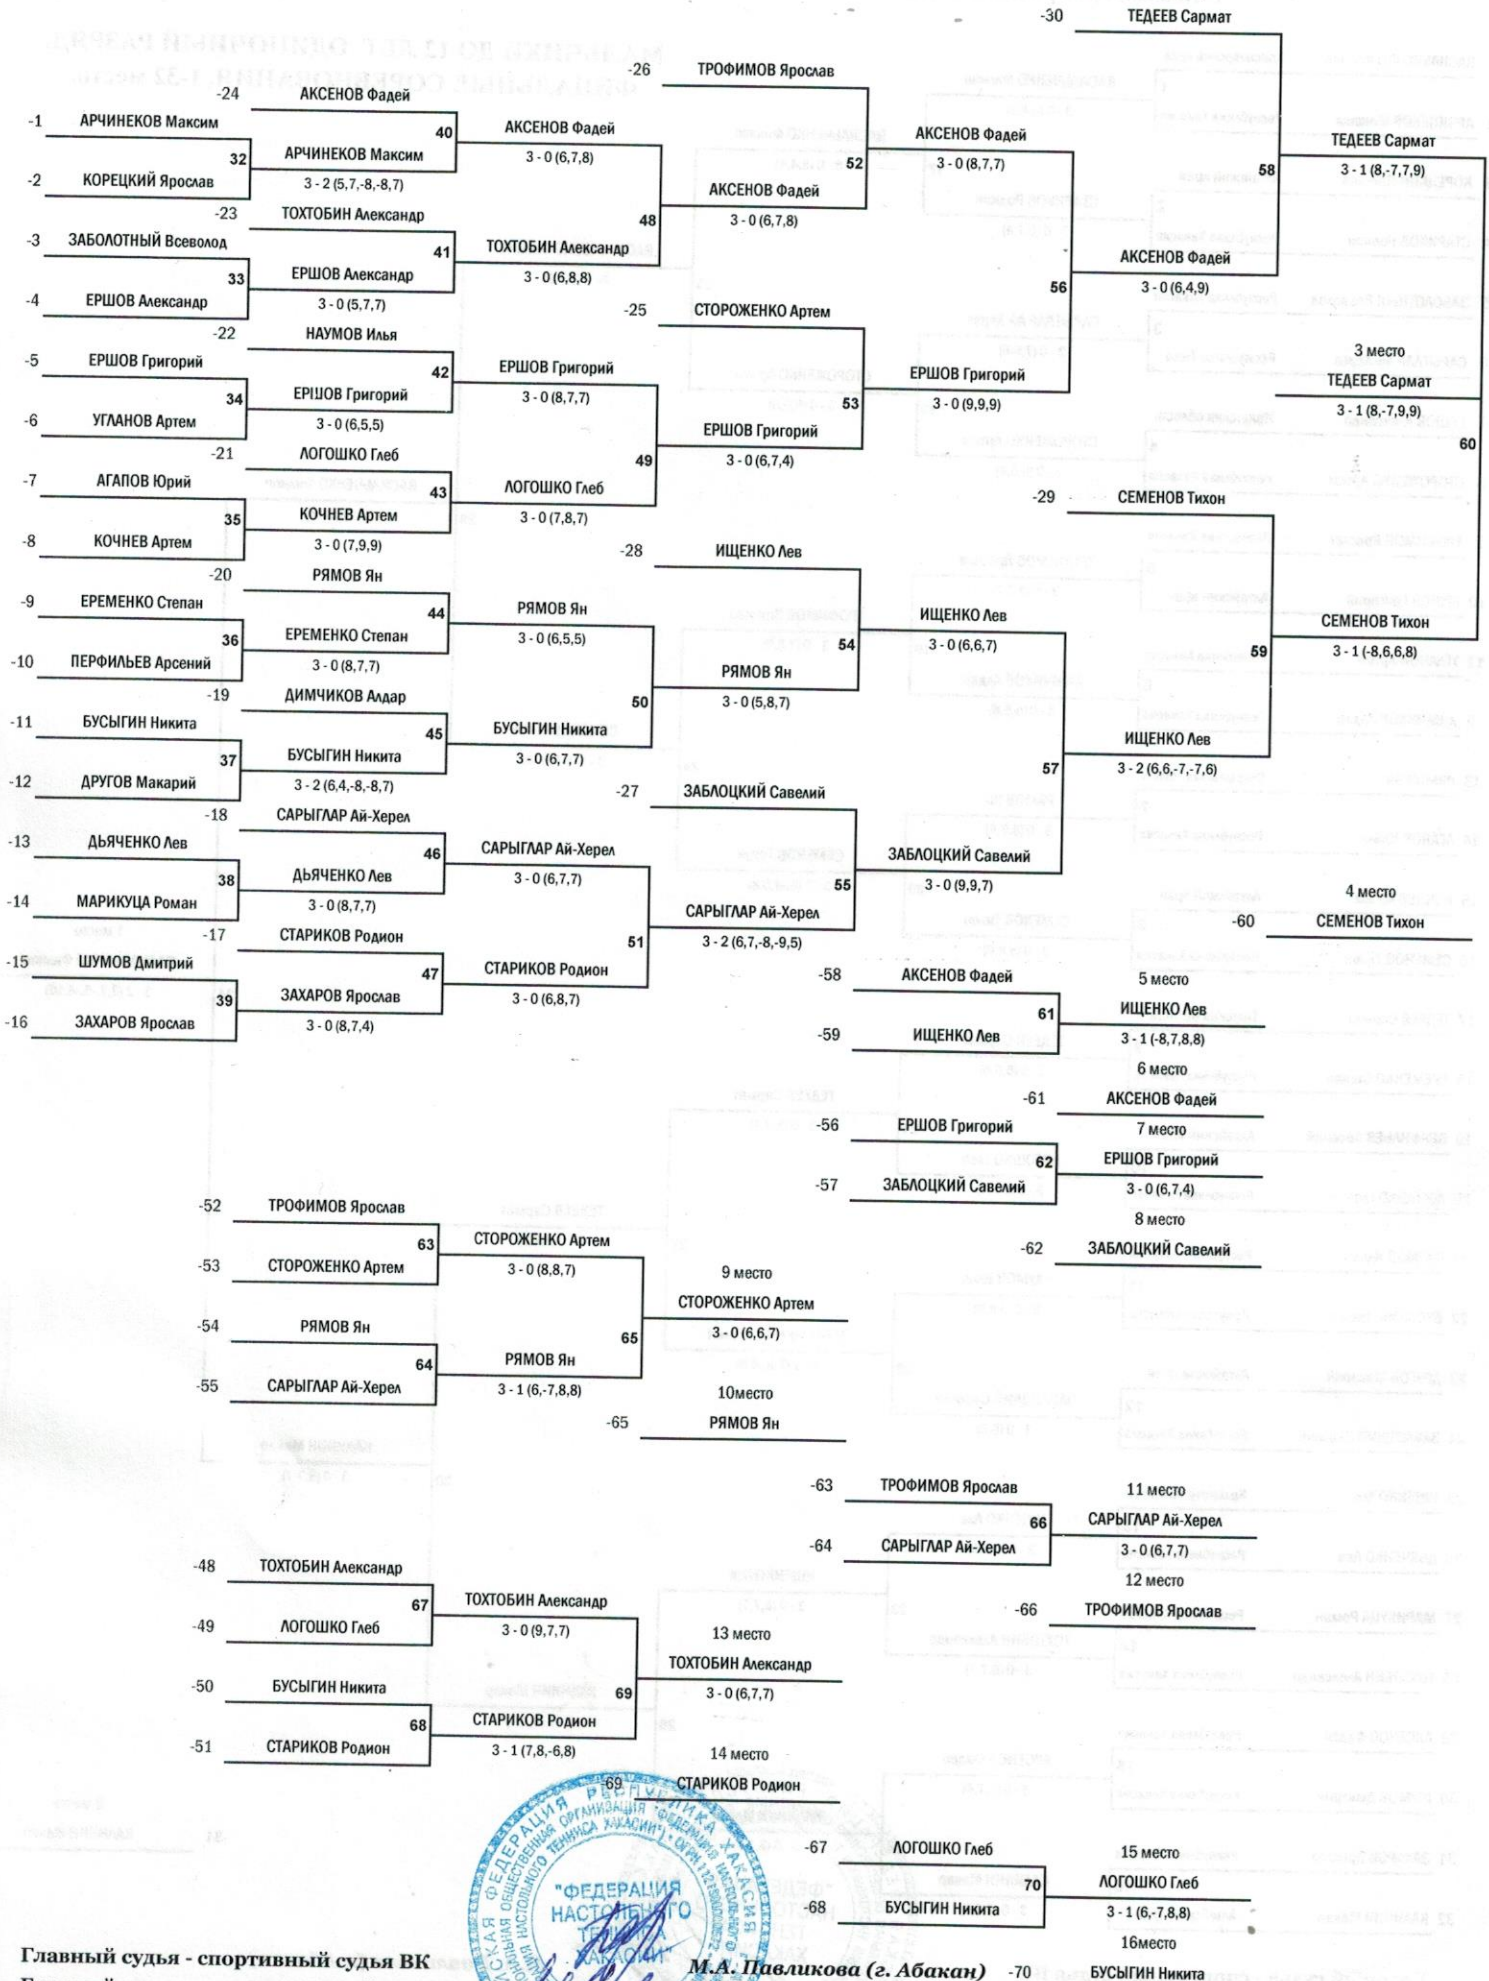 -30 ТЕДЕЕВ Сармат
-26 ТРОФИМОВ Ярослав
-24 АКСЕНОВ Фадей
-1 АРЧИНЕКОВ Максим
40 АКСЕНОВ Фадей
3 - 0 (6,7,8)
52 АКСЕНОВ Фадей
3 - 0 (8,7,7)
58 ТЕДЕЕВ Сармат
3 - 1 (8,-7,7,9)
32 АРЧИНЕКОВ Максим
3 - 2 (5,7,-8,-8,7)
-2 КОРЕЦКИЙ Ярослав
48 АКСЕНОВ Фадей
3 - 0 (6,7,8)
-23 ТОХТОБИН Александр
-3 ЗАБОЛОТНЫЙ Всеволод
41 ТОХТОБИН Александр
3 - 0 (6,8,8)
56 АКСЕНОВ Фадей
3 - 0 (6,4,9)
33 ЕРШОВ Александр
3 - 0 (5,7,7)
-4 ЕРШОВ Александр
-25 СТОРОЖЕНКО Артем
-22 НАУМОВ Илья
-5 ЕРШОВ Григорий
42 ЕРШОВ Григорий
3 - 0 (8,7,7)
53 ЕРШОВ Григорий
3 - 0 (9,9,9)
3 место
60 ТЕДЕЕВ Сармат
3 - 1 (8,-7,9,9)
34 ЕРШОВ Григорий
3 - 0 (6,5,5)
-6 УГЛАНОВ Артем
49 ЕРШОВ Григорий
3 - 0 (6,7,4)
-21 ЛОГОШКО Глеб
-7 АГАПОВ Юрий
43 ЛОГОШКО Глеб
3 - 0 (7,8,7)
-29 СЕМЕНОВ Тихон
35 КОЧНЕВ Артем
3 - 0 (7,9,9)
-8 КОЧНЕВ Артем
-28 ИЩЕНКО Лев
-20 РЯМОВ Ян
-9 ЕРЕМЕНКО Степан
44 РЯМОВ Ян
3 - 0 (6,5,5)
54 ИЩЕНКО Лев
3 - 0 (6,6,7)
59 СЕМЕНОВ Тихон
3 - 1 (-8,6,6,8)
36 ЕРЕМЕНКО Степан
3 - 0 (8,7,7)
-10 ПЕРФИЛЬЕВ Арсений
50 РЯМОВ Ян
3 - 0 (5,8,7)
-19 ДИМЧИКОВ Алдар
-11 БУСЫГИН Никита
45 БУСЫГИН Никита
3 - 0 (6,7,7)
57 ИЩЕНКО Лев
3 - 2 (6,6,-7,-7,6)
37 БУСЫГИН Никита
3 - 2 (6,4,-8,-8,7)
-12 ДРУГОВ Макарий
-27 ЗАБЛОЦКИЙ Савелий
-18 САРЫГЛАР Ай-Херел
-13 ДЬЯЧЕНКО Лев
46 САРЫГЛАР Ай-Херел
3 - 0 (6,7,7)
55 ЗАБЛОЦКИЙ Савелий
3 - 0 (9,9,7)
38 ДЬЯЧЕНКО Лев
3 - 0 (8,7,7)
-14 МАРИКУЦА Роман
51 САРЫГЛАР Ай-Херел
3 - 2 (6,7,-8,-9,5)
4 место
-60 СЕМЕНОВ Тихон
-17 СТАРИКОВ Родион
-15 ШУМОВ Дмитрий
47 СТАРИКОВ Родион
3 - 0 (6,8,7)
39 ЗАХАРОВ Ярослав
3 - 0 (8,7,4)
-16 ЗАХАРОВ Ярослав
-58 АКСЕНОВ Фадей
5 место
61 ИЩЕНКО Лев
3 - 1 (-8,7,8,8)
-59 ИЩЕНКО Лев
6 место
-61 АКСЕНОВ Фадей
-56 ЕРШОВ Григорий
7 место
62 ЕРШОВ Григорий
3 - 0 (6,7,4)
-57 ЗАБЛОЦКИЙ Савелий
8 место
-62 ЗАБЛОЦКИЙ Савелий
-52 ТРОФИМОВ Ярослав
63 СТОРОЖЕНКО Артем
3 - 0 (8,8,7)
-53 СТОРОЖЕНКО Артем
9 место
65 СТОРОЖЕНКО Артем
3 - 0 (6,6,7)
-54 РЯМОВ Ян
64 РЯМОВ Ян
3 - 1 (6,-7,8,8)
-55 САРЫГЛАР Ай-Херел
10место
-65 РЯМОВ Ян
-63 ТРОФИМОВ Ярослав
11 место
66 САРЫГЛАР Ай-Херел
3 - 0 (6,7,7)
-64 САРЫГЛАР Ай-Херел
12 место
-66 ТРОФИМОВ Ярослав
-48 ТОХТОБИН Александр
67 ТОХТОБИН Александр
3 - 0 (9,7,7)
-49 ЛОГОШКО Глеб
13 место
69 ТОХТОБИН Александр
3 - 0 (6,7,7)
-50 БУСЫГИН Никита
68 СТАРИКОВ Родион
3 - 1 (7,8,-6,8)
-51 СТАРИКОВ Родион
14 место
-69 СТАРИКОВ Родион
-67 ЛОГОШКО Глеб
15 место
70 ЛОГОШКО Глеб
3 - 1 (6,-7,8,8)
-68 БУСЫГИН Никита
16место
-70 БУСЫГИН Никита
"ФЕДЕРАЦИЯ
НАСТОЛЬНОГО
ТЕННИСА
ХАКАСИИ"
Главный судья - спортивный судья ВК
М.А. Павликова (г. Абакан)